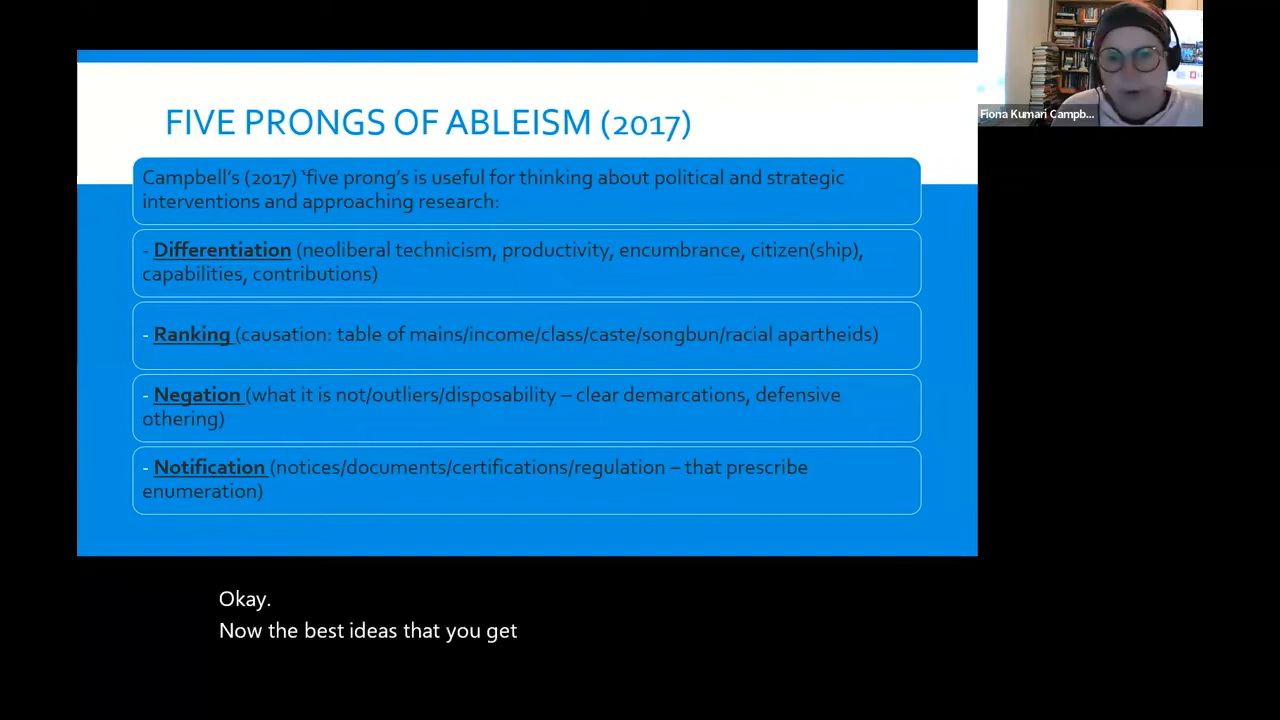 FIVE PRONGS OF ABLEISM (2017)
Campbell's (2017) 'five prong's is useful for thinking about political and strategic
interventions and approaching research:
- Differentiation (neoliberal technicism, productivity, encumbrance, citizen(ship),
capabilities, contributions)
- Ranking (causation: table of mains/income/class/caste/songbun/racial apartheids)
- Negation (what it is not/outliers/disposability – clear demarcations, defensive
othering)
- Notification (notices/documents/certifications/regulation – that prescribe
enumeration)
Fiona Kumari Campb...
Okay.
Now the best ideas that you get